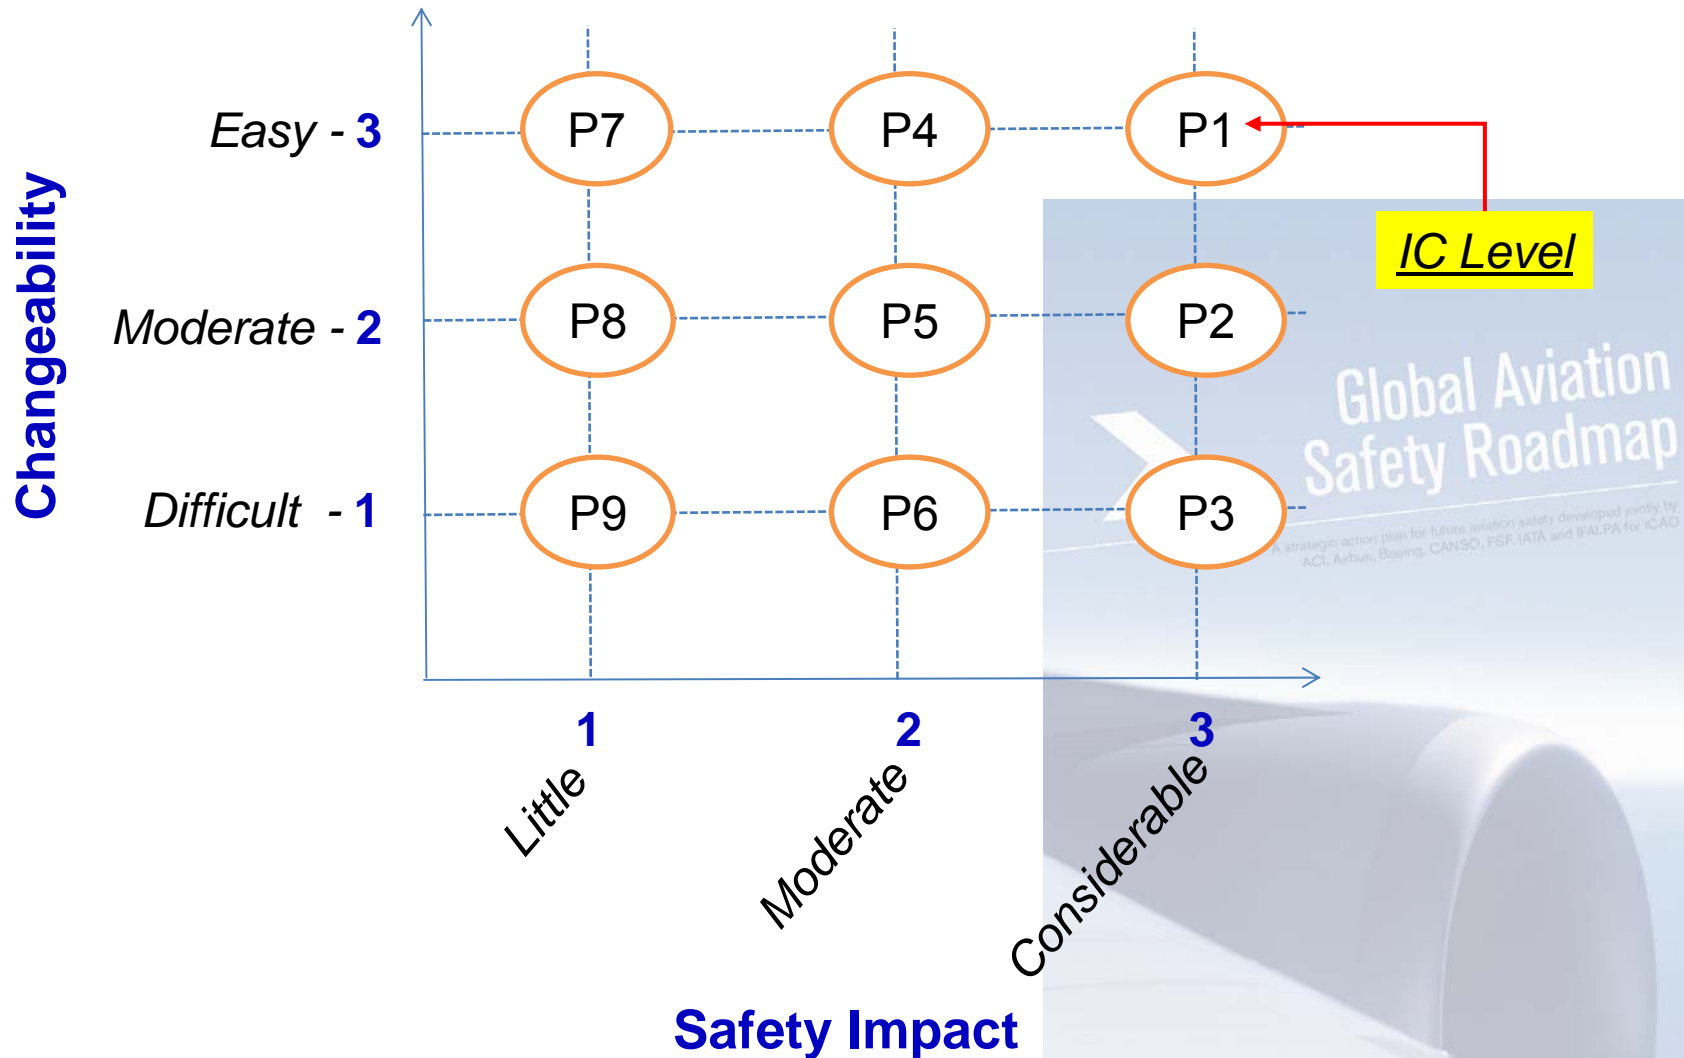 Changeability
Easy - 3
Moderate - 2
Difficult - 1
P7 P4 P1
P8 P5 P2
P9 P6 P3
IC Level
Global Aviation
Safety Roadmap
A strategic action plan for future aviation safety developed jointly by
ACI, Airbus, Boeing, CANSO, FSF, IATA and IFALPA for ICAO
1 2 3
Little
Moderate
Considerable
Safety Impact